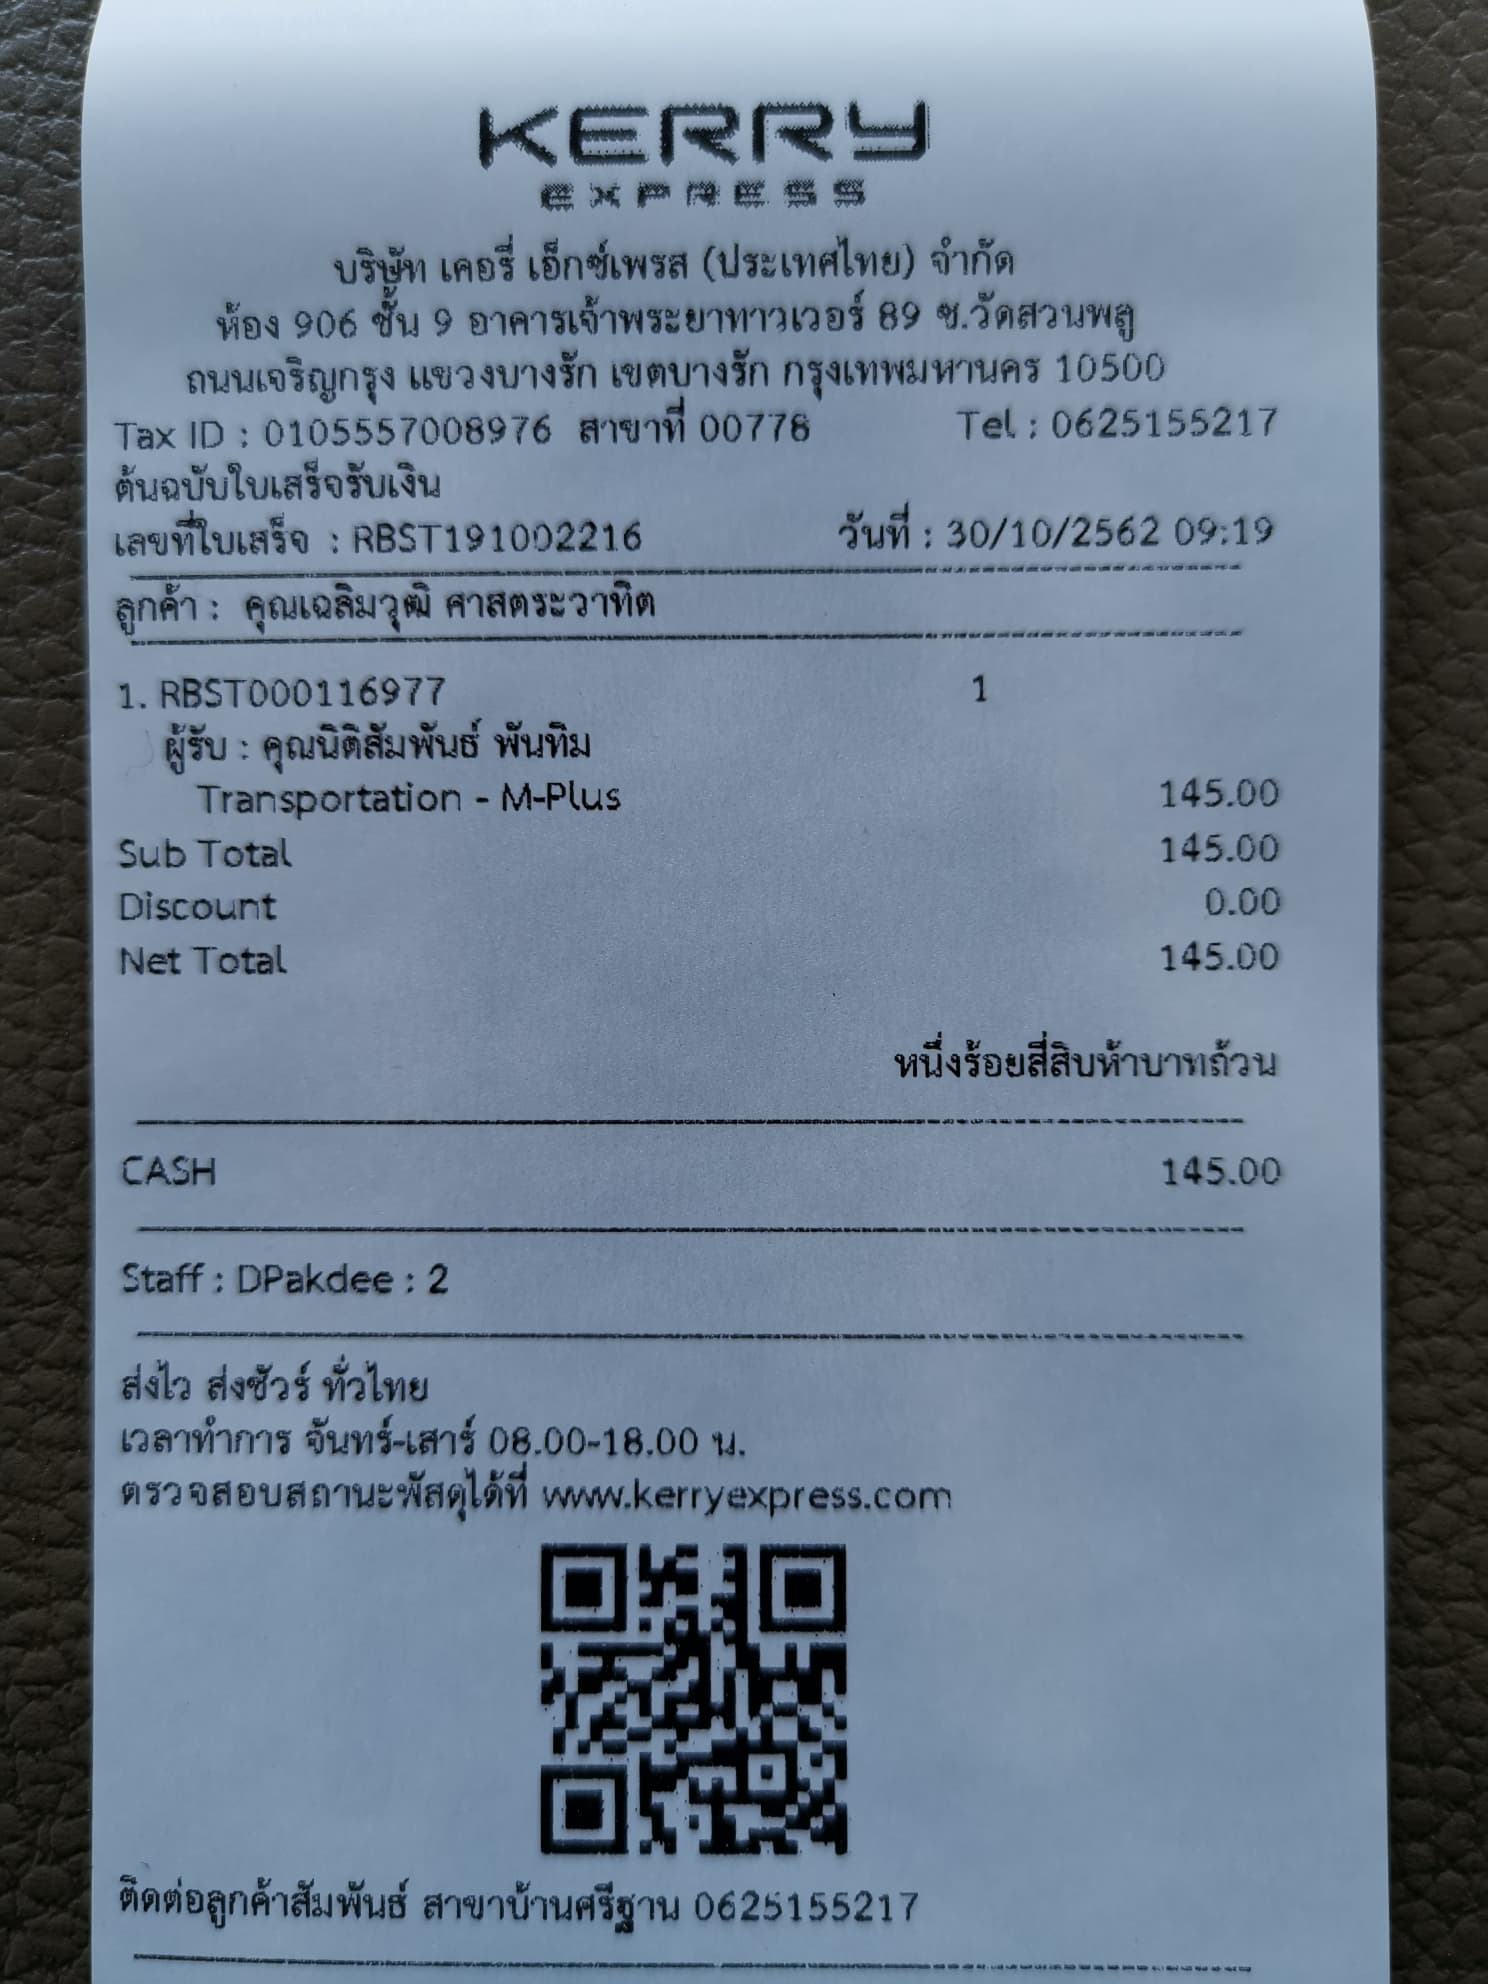 KERRY
EXPRESS
บริษัท เคอรี่ เอ็กซ์เพรส (ประเทศไทย) จำกัด
ห้อง 906 ชั้น 9 อาคารเจ้าพระยาทาวเวอร์ 89 ซ.วัดสวนพลู
ถนนเจริญกรุง แขวงบางรัก เขตบางรัก กรุงเทพมหานคร 10500
Tax ID : 0105557008976 สาขาที่ 00778 Tel : 0625155217
ต้นฉบับใบเสร็จรับเงิน
เลขที่ใบเสร็จ : RBST191002216 วันที่ : 30/10/2562 09:19
ลูกค้า : คุณเฉลิมวุฒิ ศาสตระวาทิต
1. RBST000116977 1
ผู้รับ : คุณนิติสัมพันธ์ พันทิม
Transportation - M-Plus 145.00
Sub Total 145.00
Discount 0.00
Net Total 145.00
หนึ่งร้อยสี่สิบห้าบาทถ้วน
CASH 145.00
Staff : DPakdee : 2
ส่งไว ส่งชัวร์ ทั่วไทย
เวลาทำการ จันทร์-เสาร์ 08.00-18.00 น.
ตรวจสอบสถานะพัสดุได้ที่ www.kerryexpress.com
ติดต่อลูกค้าสัมพันธ์ สาขาบ้านศรีฐาน 0625155217